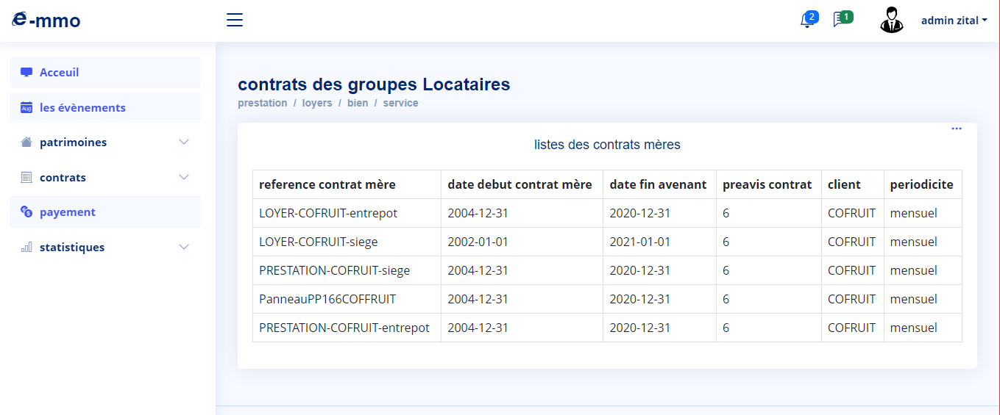 e-mmo
2
1
admin zital
Acceuil
Aug
les évènements
patrimoines
contrats
payement
statistiques
contrats des groupes Locataires
prestation / loyers / bien / service
listes des contrats mères
reference contrat mère date debut contrat mère date fin avenant preavis contrat client periodicite
LOYER-COFRUIT-entrepot 2004-12-31 2020-12-31 6 COFRUIT mensuel
LOYER-COFRUIT-siege 2002-01-01 2021-01-01 6 COFRUIT mensuel
PRESTATION-COFRUIT-siege 2004-12-31 2020-12-31 6 COFRUIT mensuel
PanneauPP166COFFRUIT 2004-12-31 2020-12-31 6 COFRUIT mensuel
PRESTATION-COFRUIT-entrepot 2004-12-31 2020-12-31 6 COFRUIT mensuel